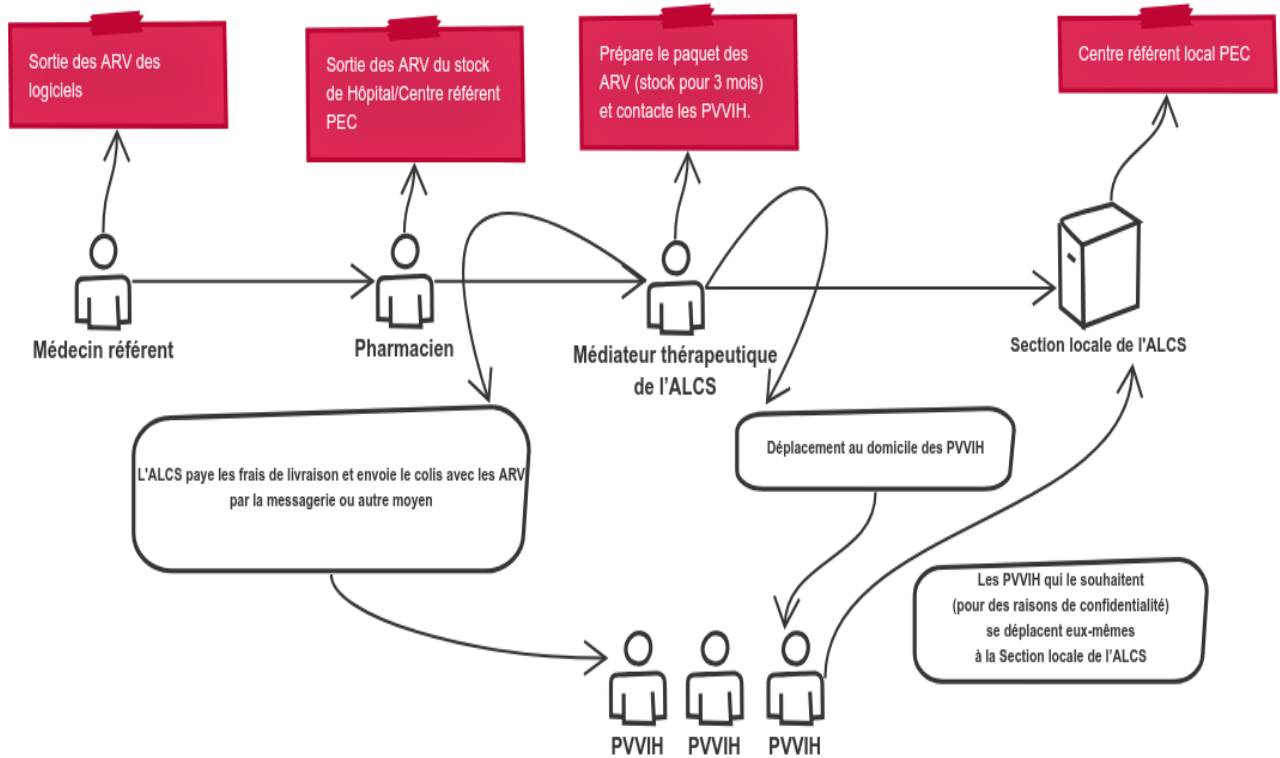 Sortie des ARV des
logiciels
Sortie des ARV du stock
de Hôpital/Centre référent
PEC
Prépare le paquet des
ARV (stock pour 3 mois)
et contacte les PVVIH.
Centre référent local PEC
Médecin référent
Pharmacien
Médiateur thérapeutique
de l'ALCS
Section locale de l'ALCS
L'ALCS paye les frais de livraison et envoie le colis avec les ARV
par la messagerie ou autre moyen
Déplacement au domicile des PVVIH
Les PVVIH qui le souhaitent
(pour des raisons de confidentialité)
se déplacent eux-mêmes
à la Section locale de l'ALCS
PVVIH
PVVIH
PVVIH